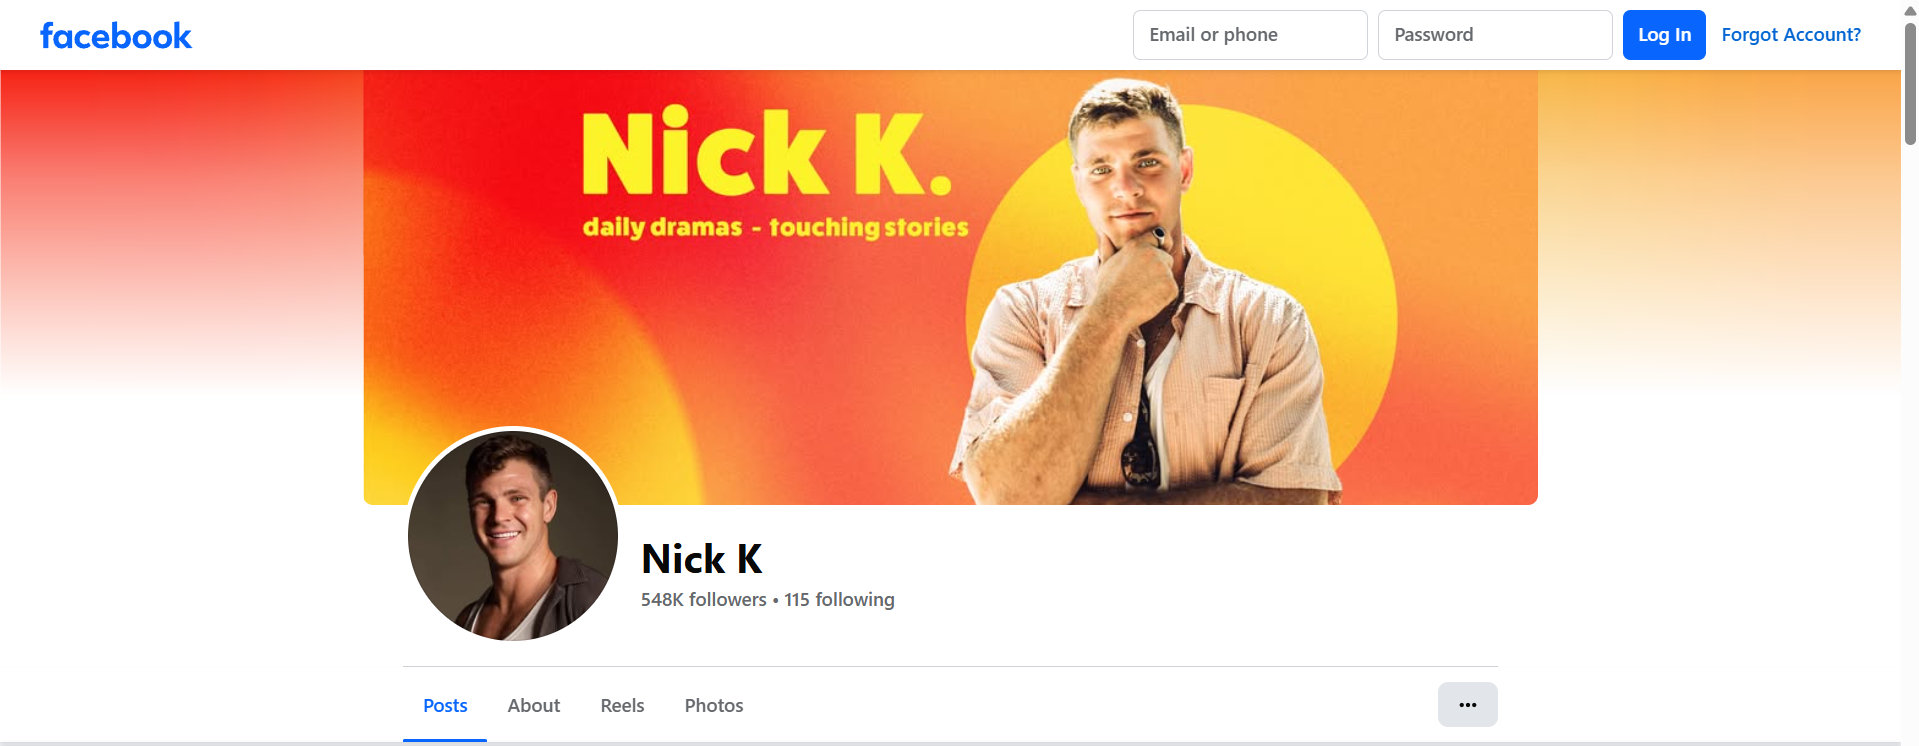 facebook
Email or phone
Password
Log In
Forgot Account?
Nick K.
daily dramas - touching stories
Nick K
548K followers • 115 following
Posts
About
Reels
Photos